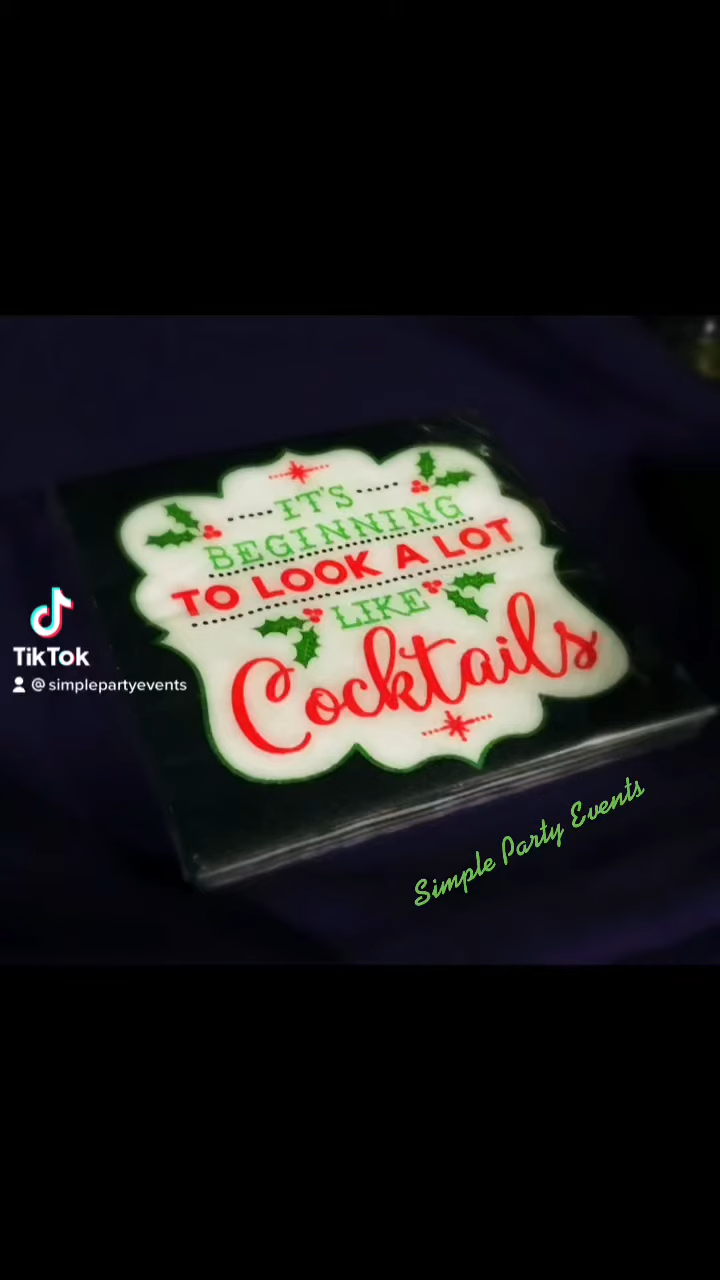 IT'S
BEGINNING
TO LOOK A LOT
LIKE
Cocktails
TikTok
@simplepartyevents
Simple Party Events